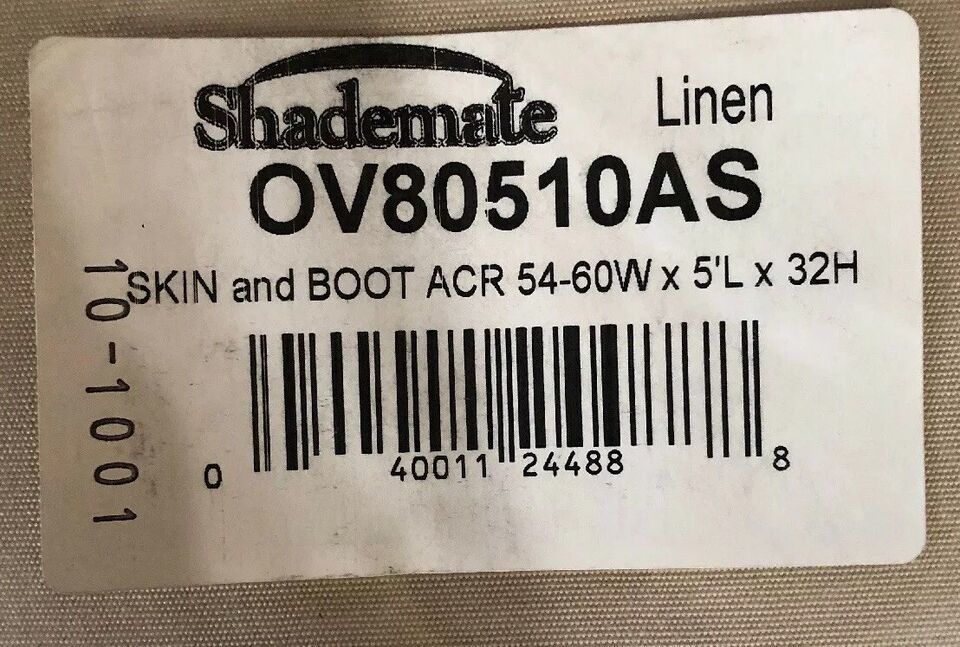 Shademate
Linen
OV80510AS
SKIN and BOOT ACR 54-60W x 5'L x 32H
10-1001
0 40011 24488 8